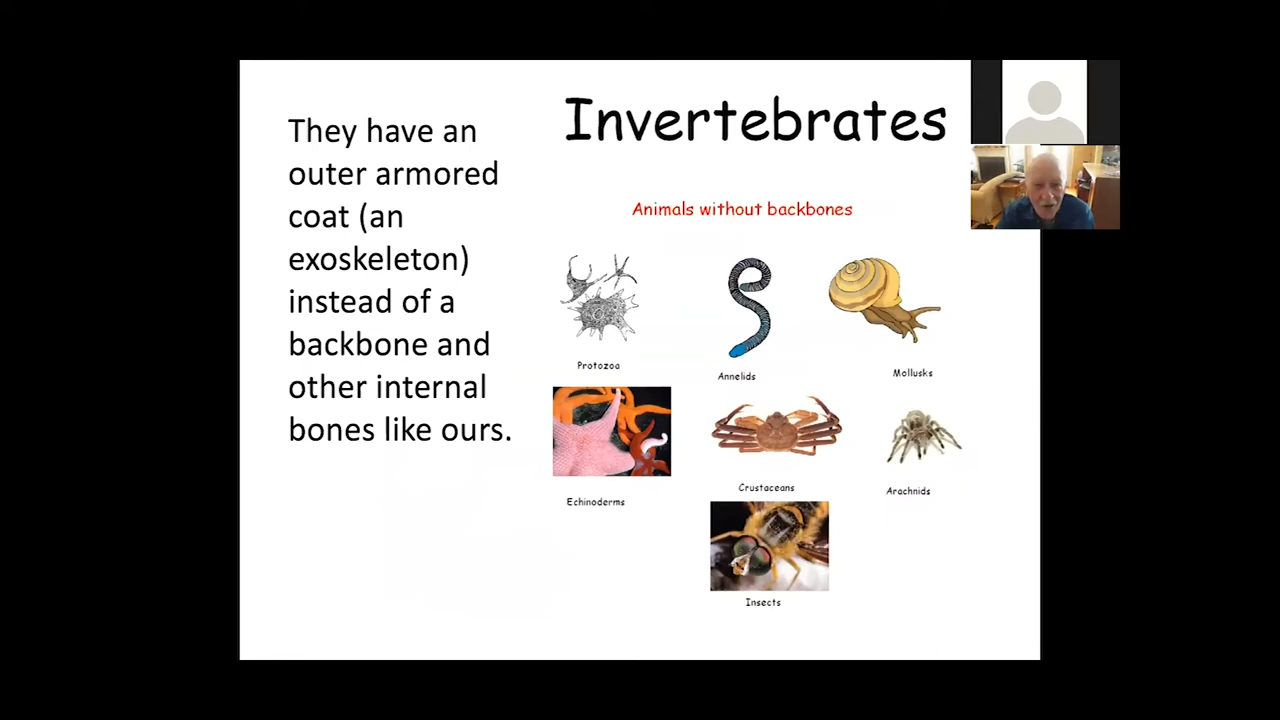 They have an
outer armored
coat (an
exoskeleton)
instead of a
backbone and
other internal
bones like ours.
Invertebrates
Animals without backbones
Protozoa
Annelids
Mollusks
Echinoderms
Crustaceans
Arachnids
Insects